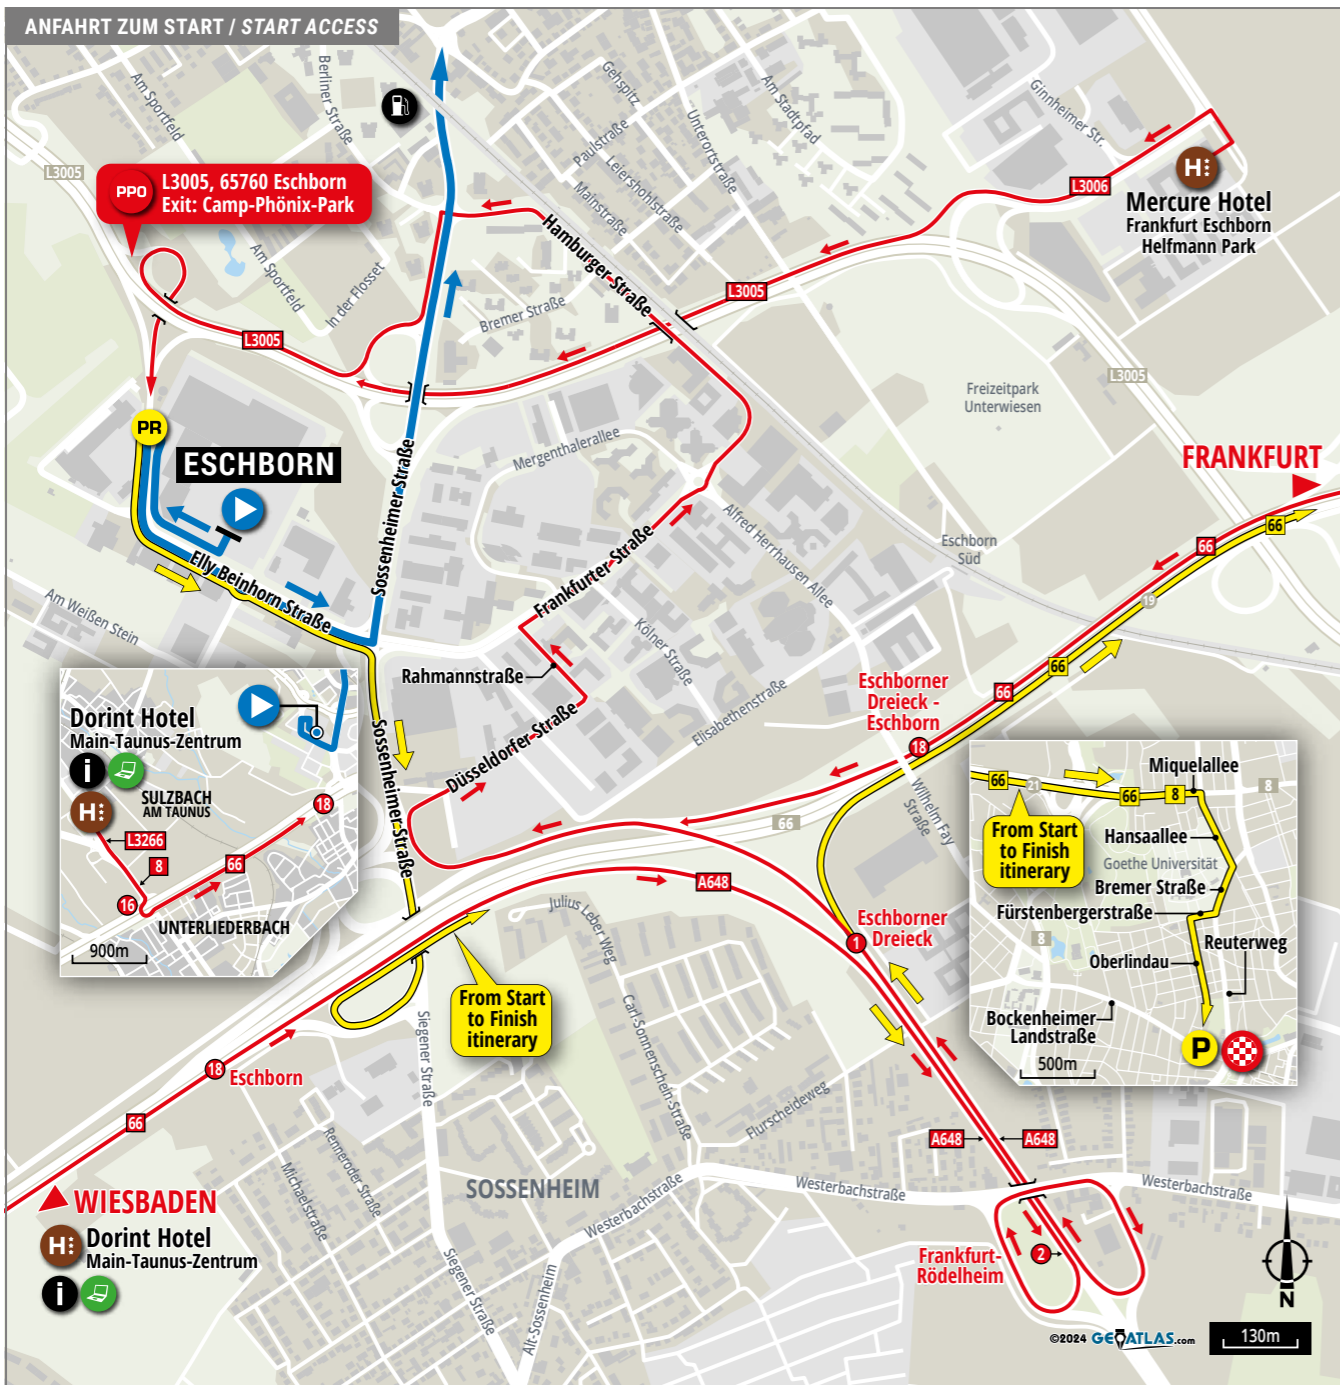 ANFAHRT ZUM START / START ACCESS
Am Sportfeld
Berliner Straße
Gehspitz
Am Stadtpfad
Ginnheimer Str.
Unterortstraße
Paulstraße
Leiershohlstraße
Mainstraße
L3005
PPO
L3005, 65760 Eschborn
Exit: Camp-Phönix-Park
L3006
H
Mercure Hotel
Frankfurt Eschborn
Helfmann Park
Hamburger Straße
Am Sportfeld
In der Flosset
Bremer Straße
L3005
L3005
L3005
Freizeitpark
Unterwiesen
PR
ESCHBORN
Mergenthalerallee
Sossenheimer Straße
FRANKFURT
66
66
Alfred Herrhausen Allee
Eschborn
Süd
Frankfurter Straße
Elly Beinhorn Straße
Am Weißen Stein
19
Kölner Straße
Rahmannstraße
66
66
Elisabethenstraße
Eschborner
Dreieck -
Eschborn
18
Düsseldorfer Straße
Sossenheimer Straße
Wilhelm Fay
Straße
66
Dorint Hotel
Main-Taunus-Zentrum
i
H
SULZBACH
AM TAUNUS
18
L3266
8
66
16
UNTERLIEDERBACH
900m
66
21
66
8
Miquelallee
8
From Start
to Finish
itinerary
Hansaallee
Goethe Universität
Bremer Straße
Fürstenbergerstraße
8
Reuterweg
Oberlindau
Bockenheimer
Landstraße
P
500m
A648
Julius Leber Weg
Eschborner
Dreieck
1
From Start
to Finish
itinerary
Carl-Sonnenschein-Straße
Siegener Straße
18
Eschborn
66
Flurscheideweg
Renneroder Straße
Michaelstraße
A648
A648
WIESBADEN
SOSSENHEIM
Westerbachstraße
Westerbachstraße
Westerbachstraße
H
Dorint Hotel
Main-Taunus-Zentrum
i
Siegener Straße
Alt-Sossenheim
Frankfurt-
Rödelheim
2
N
©2024 GEOATLAS.com
130m